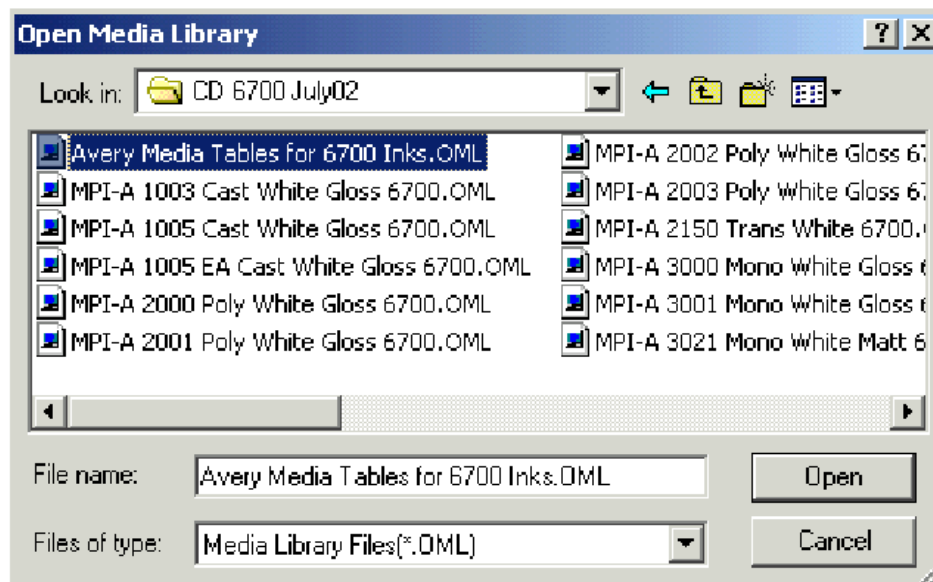 Open Media Library
?
Look in: CD 6700 July02
Avery Media Tables for 6700 Inks.OML
MPI-A 1003 Cast White Gloss 6700.OML
MPI-A 1005 Cast White Gloss 6700.OML
MPI-A 1005 EA Cast White Gloss 6700.OML
MPI-A 2000 Poly White Gloss 6700.OML
MPI-A 2001 Poly White Gloss 6700.OML
MPI-A 2002 Poly White Gloss
MPI-A 2003 Poly White Gloss
MPI-A 2150 Trans White 6700.
MPI-A 3000 Mono White Gloss
MPI-A 3001 Mono White Gloss
MPI-A 3021 Mono White Matt 6
File name: Avery Media Tables for 6700 Inks.OML
Open
Files of type: Media Library Files(*.OML)
Cancel